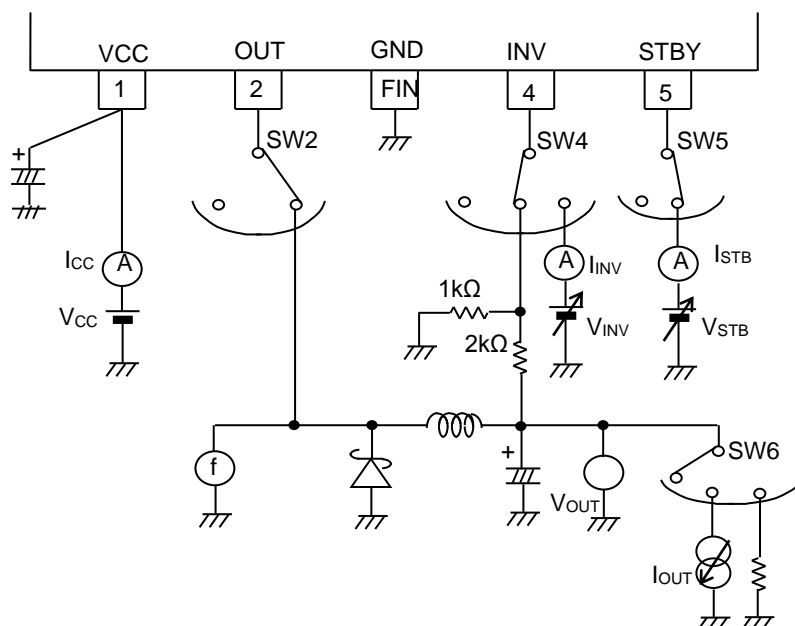 VCC OUT GND INV STBY
1 2 FIN 4 5
SW2 SW4 SW5
+
ICC A
A IINV
A ISTB
1kΩ
VCC
VINV
VSTB
2kΩ
+
SW6
f
VOUT
IOUT